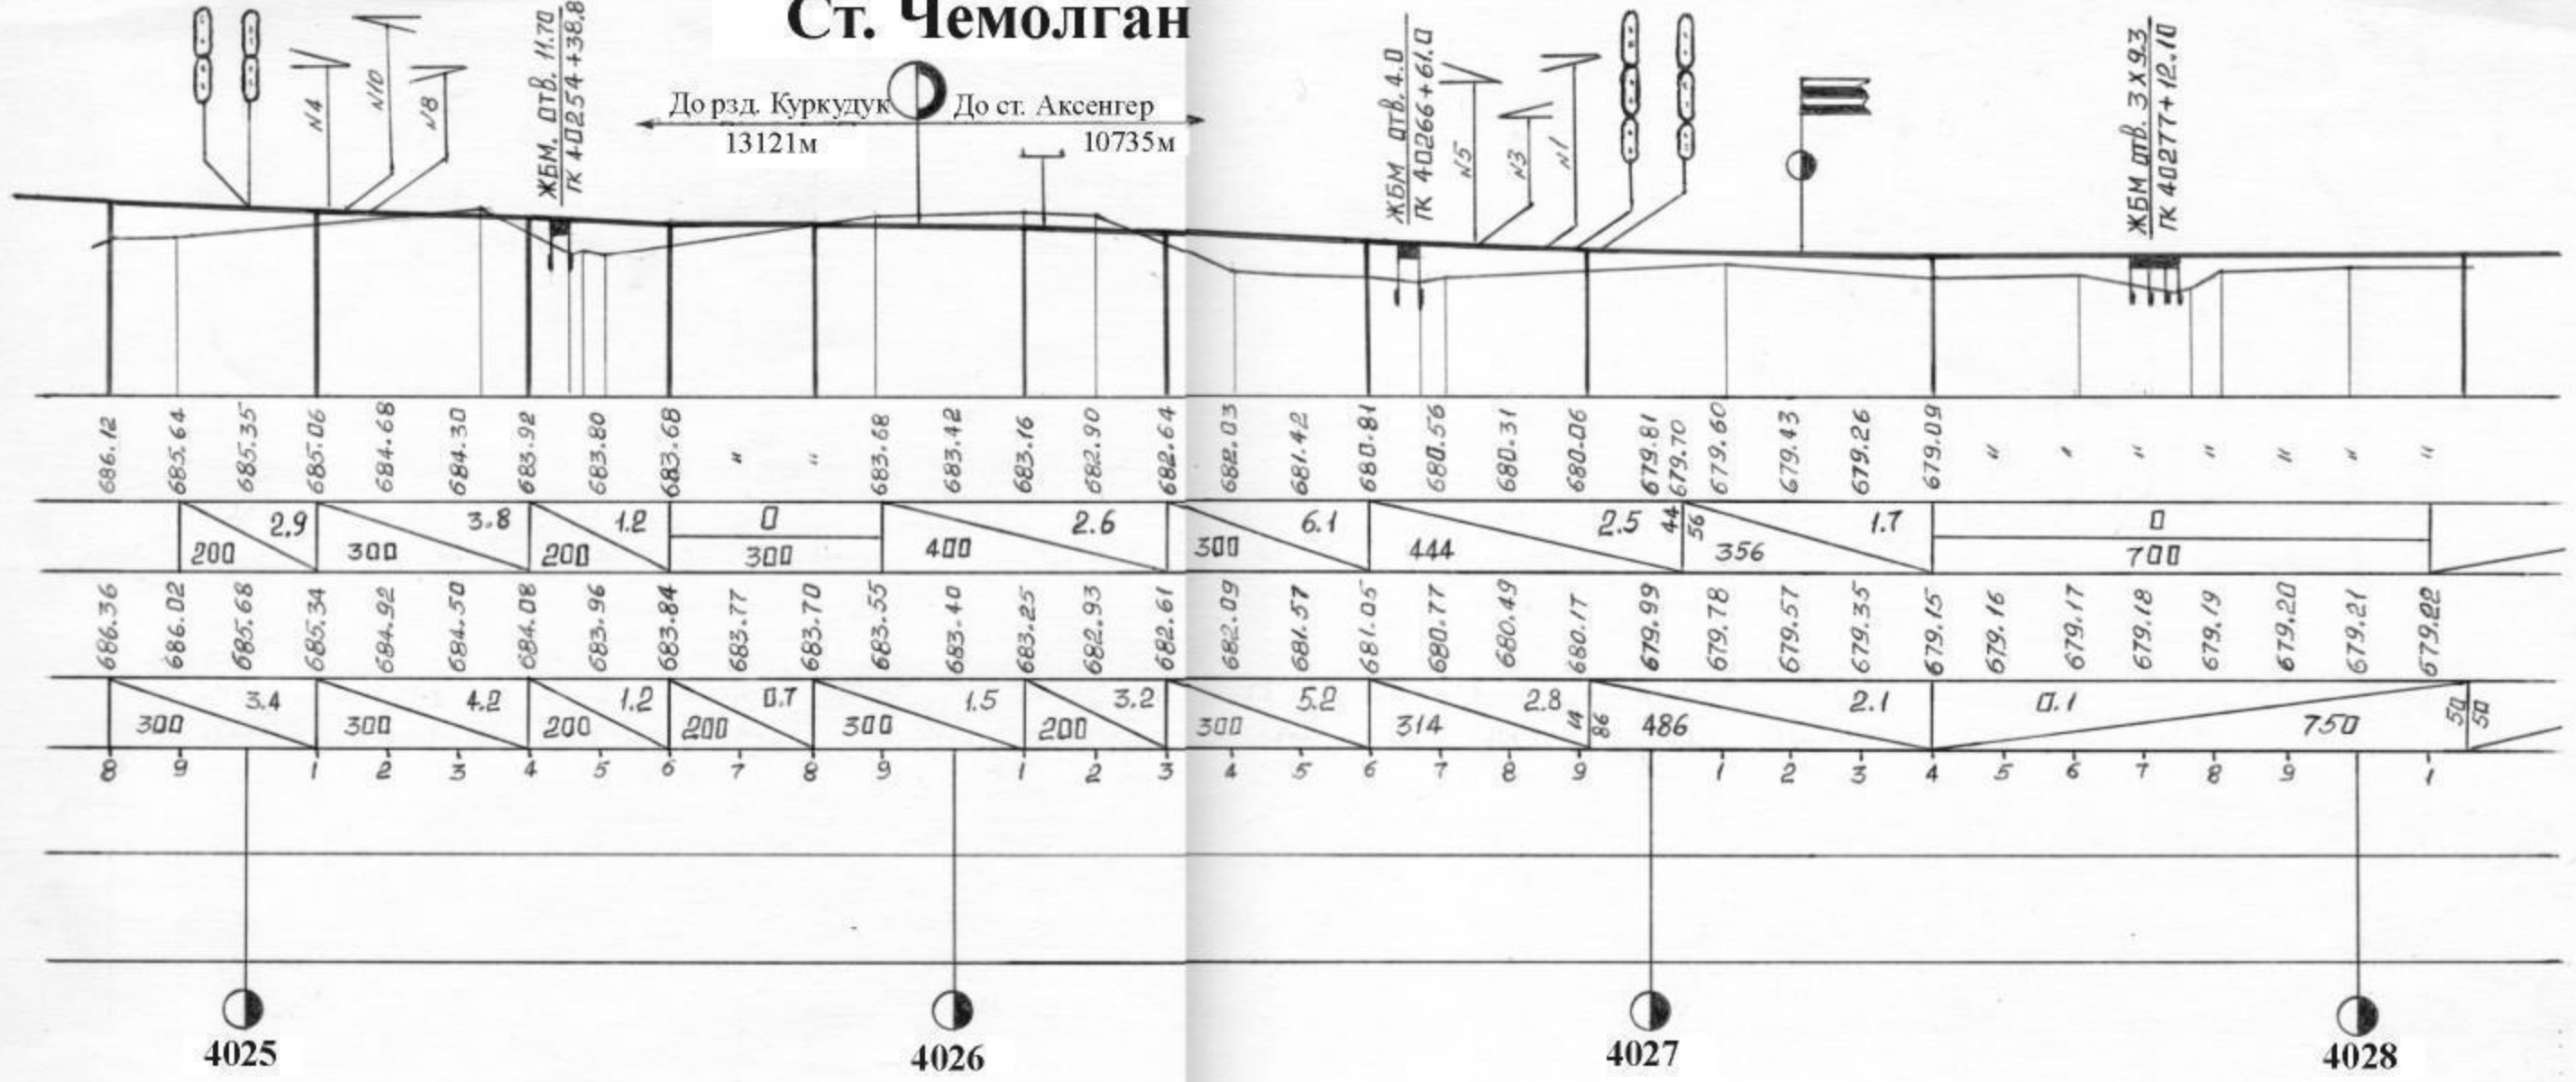 Ст. Чемолган
До рзд. Куркудук
13121м
До ст. Аксенгер
10735м
N4
N10
N8
ЖБМ. отв. 11.70
ПК 40254+38.8
ЖБМ отв. 4.0
ПК 40266+61.0
N5
N3
N1
ЖБМ отв. 3 X 9.3
ПК 40277+12.10
686.12 685.64 685.35 685.06 684.68 684.30 683.92 683.80 683.68 " " 683.68 683.42 683.16 682.90 682.64 682.03 681.42 680.81 680.56 680.31 680.06 679.81 679.70 679.60 679.43 679.26 679.09 " " " " " " "
2.9 3.8 1.2 0 2.6 6.1 2.5 44 56 1.7 0
200 300 200 300 400 300 444 356 700
686.36 686.02 685.68 685.34 684.92 684.50 684.08 683.96 683.84 683.77 683.70 683.55 683.40 683.25 682.93 682.61 682.09 681.57 681.05 680.77 680.49 680.17 679.99 679.78 679.57 679.35 679.15 679.16 679.17 679.18 679.19 679.20 679.21 679.22
3.4 4.2 1.2 0.7 1.5 3.2 5.2 2.8 14 86 2.1 0.1 50 50
300 300 200 200 300 200 300 314 486 750
8 9 1 2 3 4 5 6 7 8 9 1 2 3 4 5 6 7 8 9 1 2 3 4 5 6 7 8 9 1
4025 4026 4027 4028